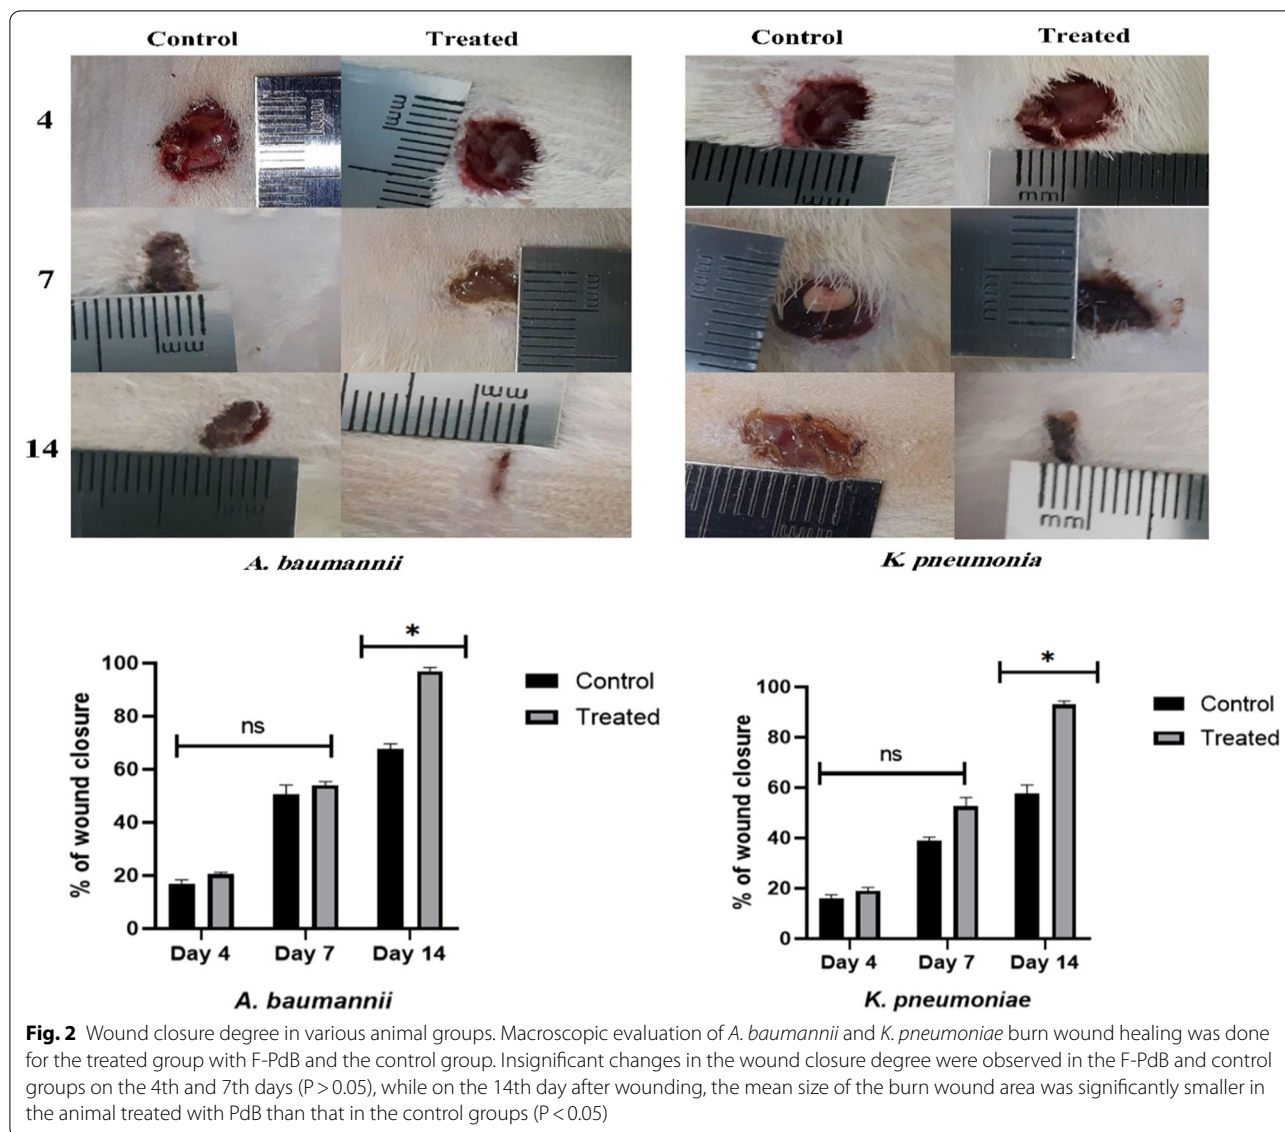 Control Treated Control Treated
4
7
14
mm
mm
mm
mm
mm
mm
mm
mm
mm
mm
A. baumannii K. pneumonia
% of wound closure
100
80
60
40
20
0
ns
*
Control
Treated
Day 4 Day 7 Day 14
A. baumannii
% of wound closure
100
80
60
40
20
0
ns
*
Control
Treated
Day 4 Day 7 Day 14
K. pneumoniae
Fig. 2 Wound closure degree in various animal groups. Macroscopic evaluation of A. baumannii and K. pneumoniae burn wound healing was done
for the treated group with F-PdB and the control group. Insignificant changes in the wound closure degree were observed in the F-PdB and control
groups on the 4th and 7th days (P > 0.05), while on the 14th day after wounding, the mean size of the burn wound area was significantly smaller in
the animal treated with PdB than that in the control groups (P < 0.05)